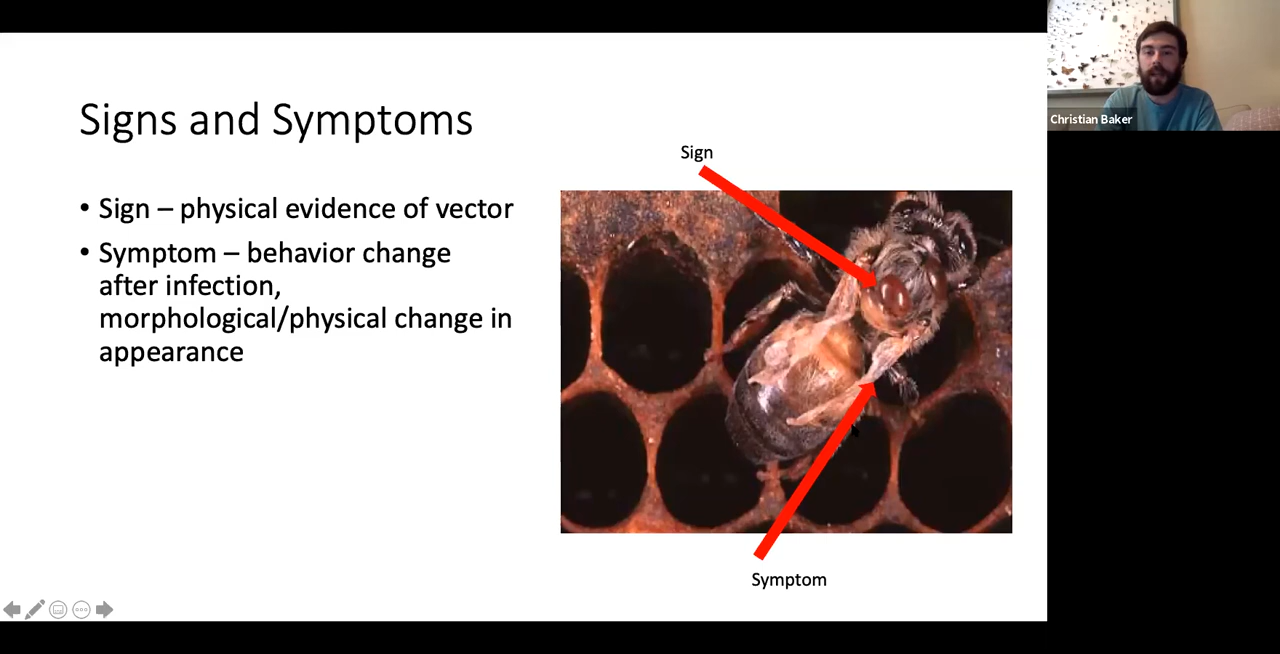 Signs and Symptoms
• Sign – physical evidence of vector
• Symptom – behavior change
after infection,
morphological/physical change in
appearance
Sign
Symptom
Christian Baker